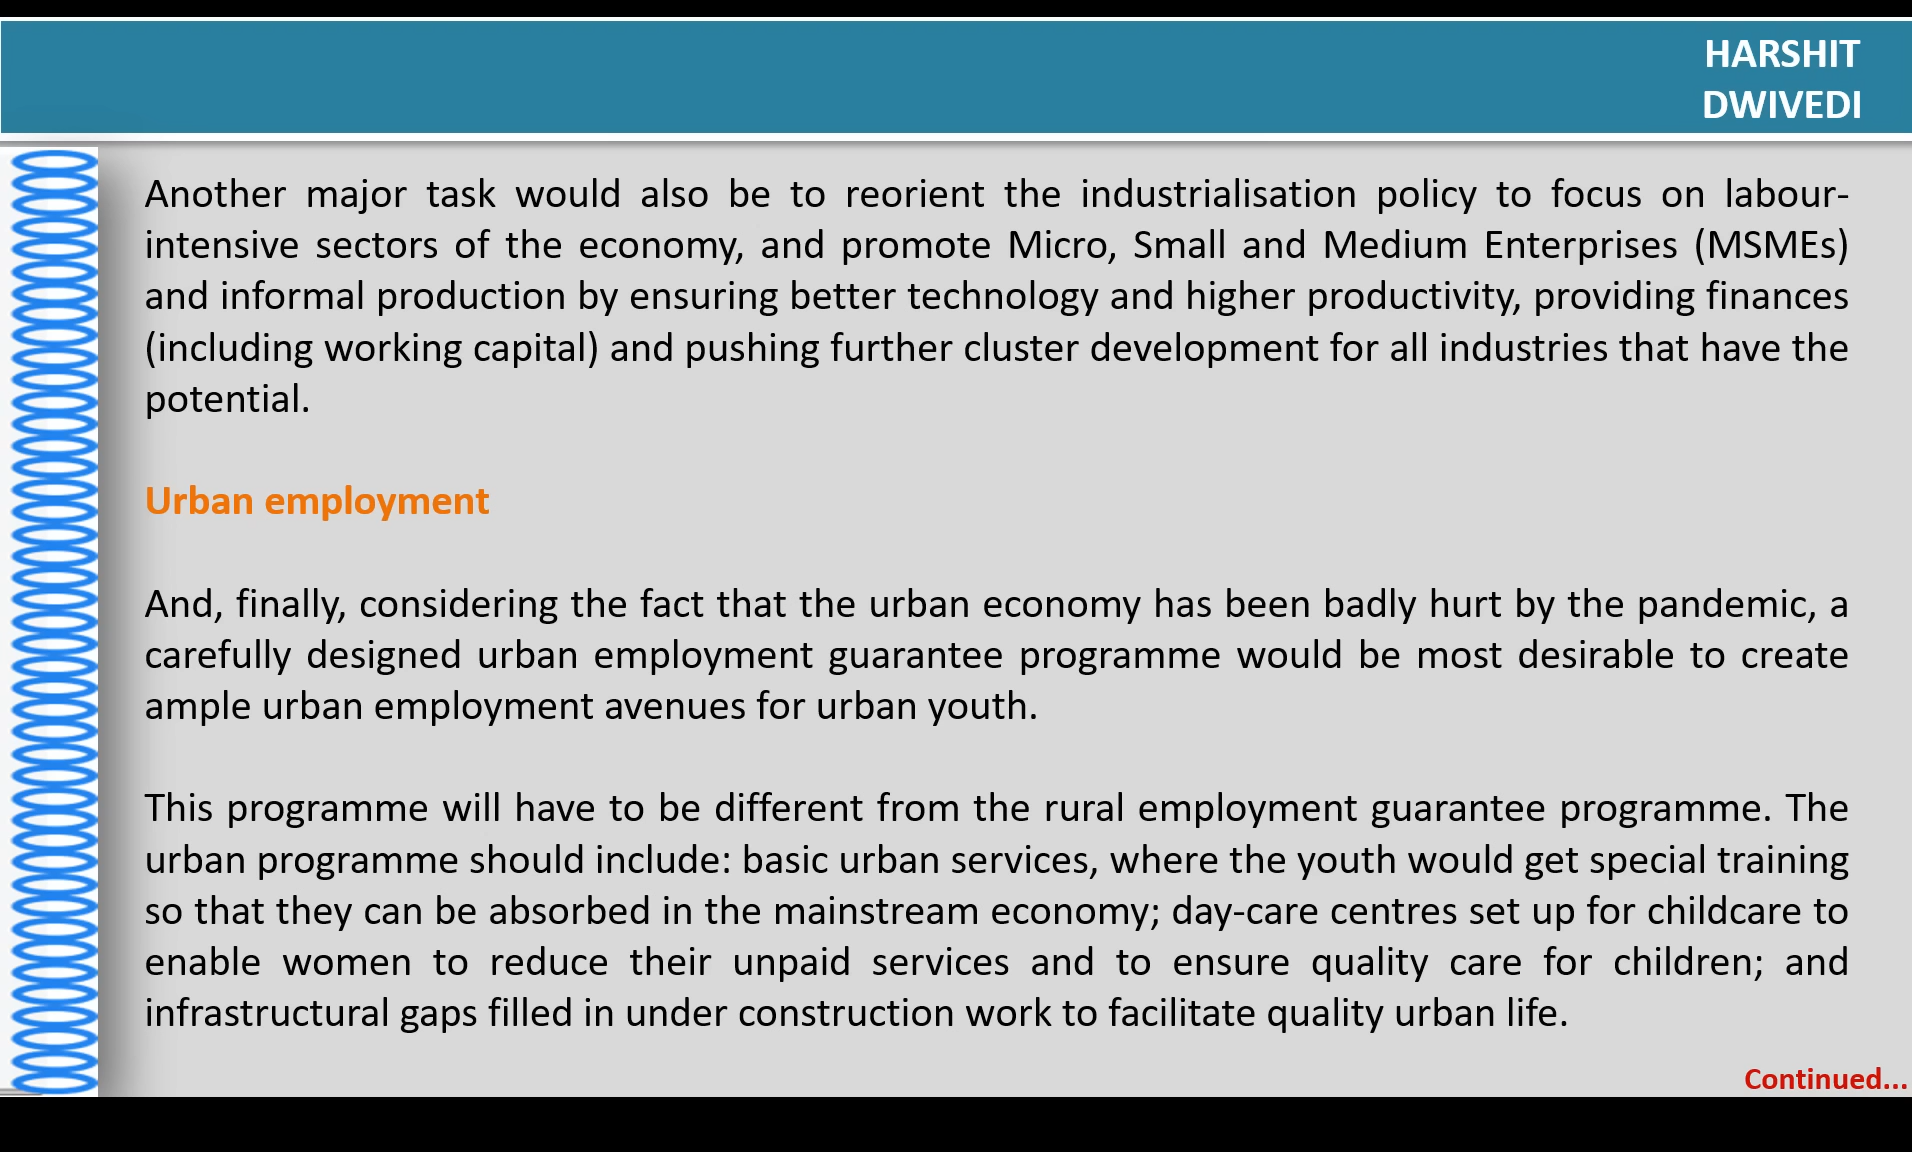 HARSHIT
DWIVEDI
Another major task would also be to reorient the industrialisation policy to focus on labour-
intensive sectors of the economy, and promote Micro, Small and Medium Enterprises (MSMEs)
and informal production by ensuring better technology and higher productivity, providing finances
(including working capital) and pushing further cluster development for all industries that have the
potential.
Urban employment
And, finally, considering the fact that the urban economy has been badly hurt by the pandemic, a
carefully designed urban employment guarantee programme would be most desirable to create
ample urban employment avenues for urban youth.
This programme will have to be different from the rural employment guarantee programme. The
urban programme should include: basic urban services, where the youth would get special training
so that they can be absorbed in the mainstream economy; day-care centres set up for childcare to
enable women to reduce their unpaid services and to ensure quality care for children; and
infrastructural gaps filled in under construction work to facilitate quality urban life.
Continued...